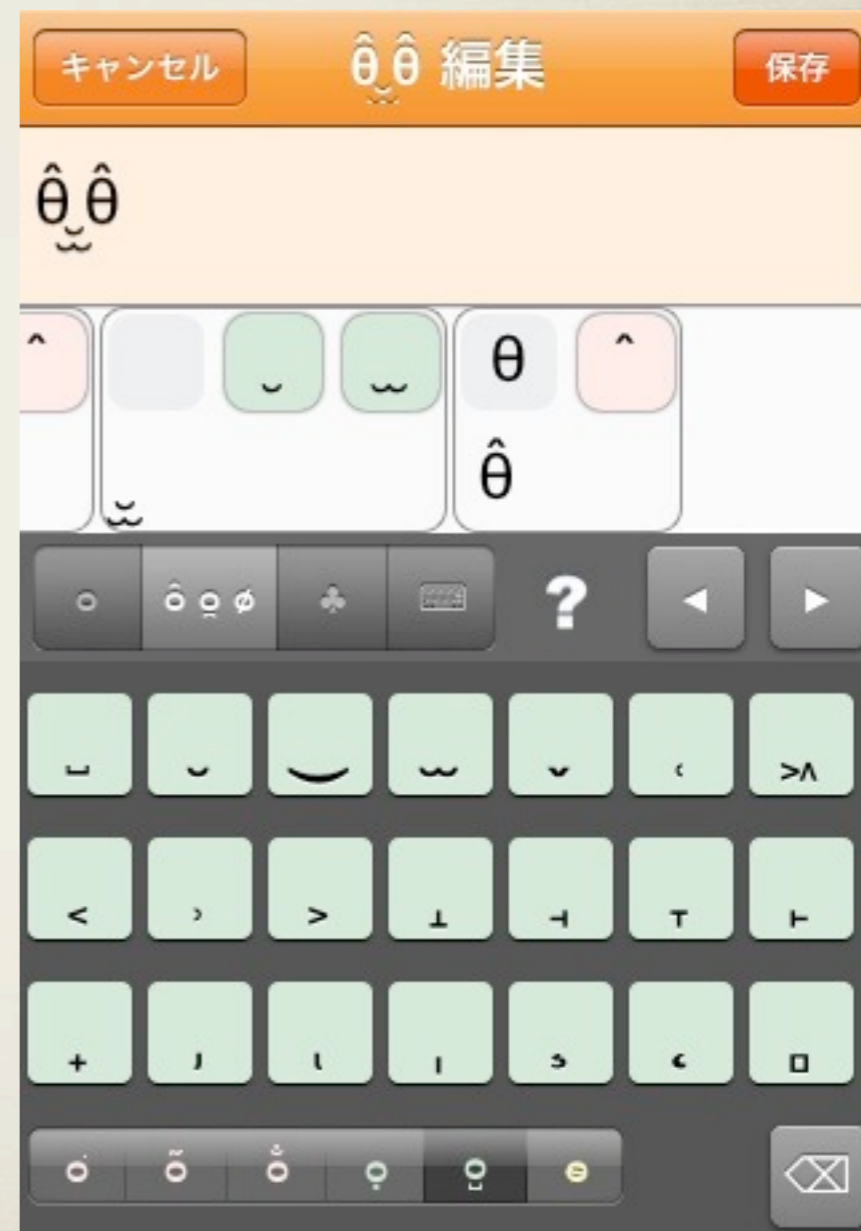 キャンセル θ̂ ̮̫θ̂ 編集 保存
θ̂ ̮̫θ̂
^ ̮ ̫ θ ^
̮̫ θ̂
o ô o̺ ø ♣ ⌨ ? ◀ ▶
̺ ̮ ‿ ̫ ̬ ͔ >ʌ
< ͕ > ̝ ̙ ̞ ̘
+ ̡ ̢ ̩ ̦ ̜ ̻
o˙ õ o̐ ọ o̺ ɵ ⌫